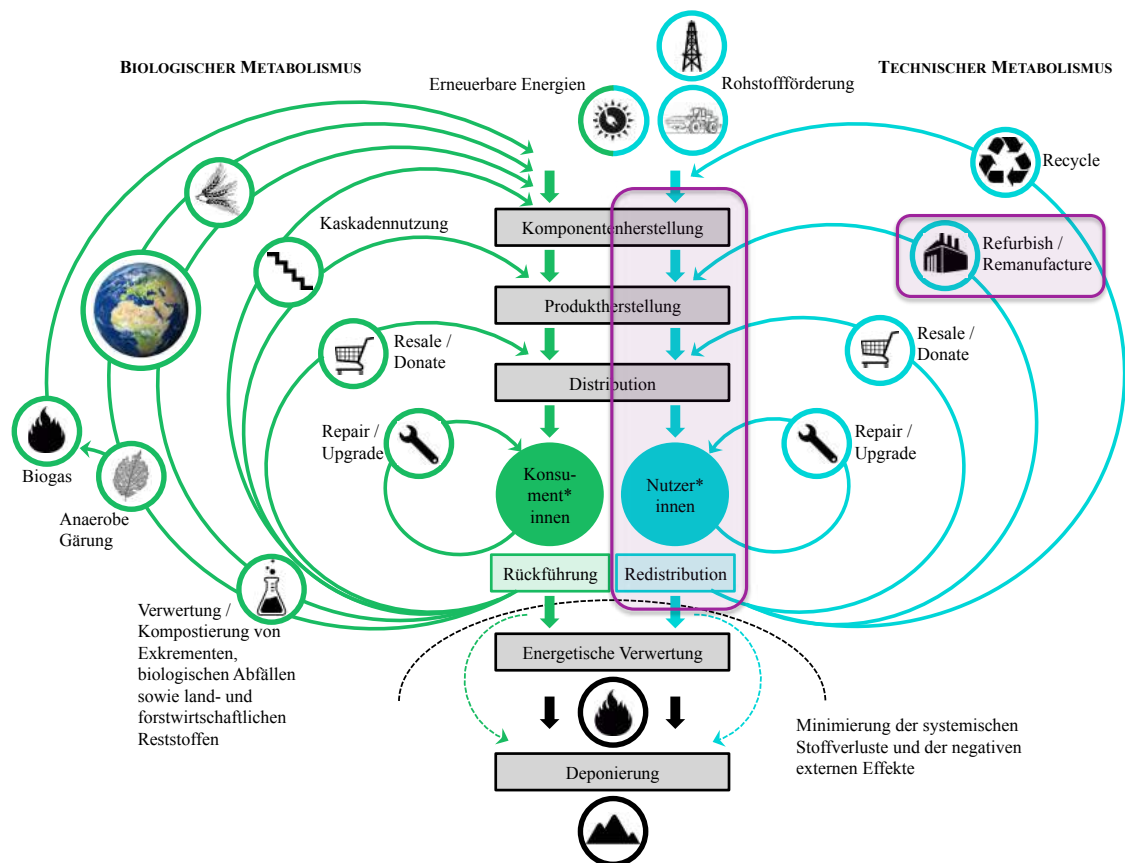 BIOLOGISCHER METABOLISMUS
TECHNISCHER METABOLISMUS
Erneuerbare Energien
Rohstoffförderung
Recycle
Kaskadennutzung
Komponentenherstellung
Refurbish /
Remanufacture
Produktherstellung
Resale /
Donate
Resale /
Donate
Distribution
Repair /
Upgrade
Repair /
Upgrade
Biogas
Konsu-
ment*
innen
Nutzer*
innen
Anaerobe
Gärung
Rückführung
Redistribution
Verwertung /
Kompostierung von
Exkrementen,
biologischen Abfällen
sowie land- und
forstwirtschaftlichen
Reststoffen
Energetische Verwertung
Minimierung der systemischen
Stoffverluste und der negativen
externen Effekte
Deponierung